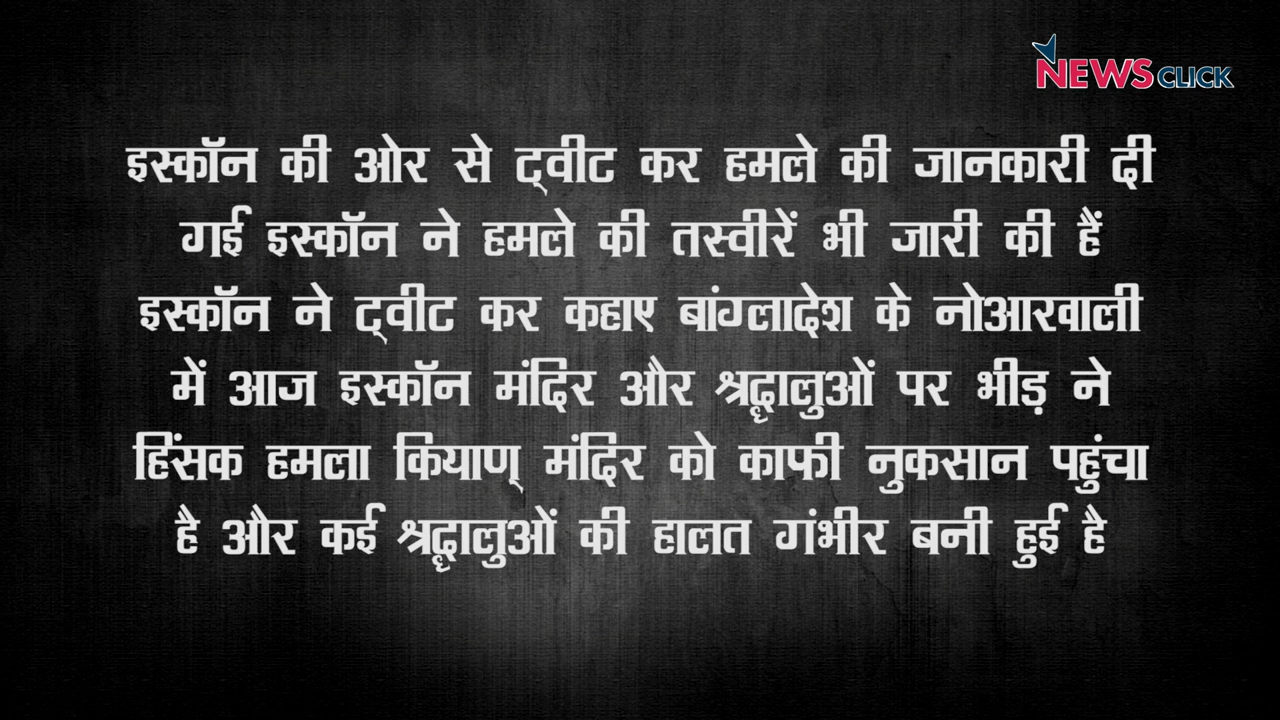 NEWSCLICK
इस्कॉन की ओर से ट्वीट कर हमले की जानकारी दी
गई इस्कॉन ने हमले की तस्वीरें भी जारी की हैं
इस्कॉन ने ट्वीट कर कहाए बांग्लादेश के नोआरवाली
में आज इस्कॉन मंदिर और श्रद्धालुओं पर भीड़ ने
हिंसक हमला कियाण् मंदिर को काफी नुकसान पहुंचा
है और कई श्रद्धालुओं की हालत गंभीर बनी हुई है